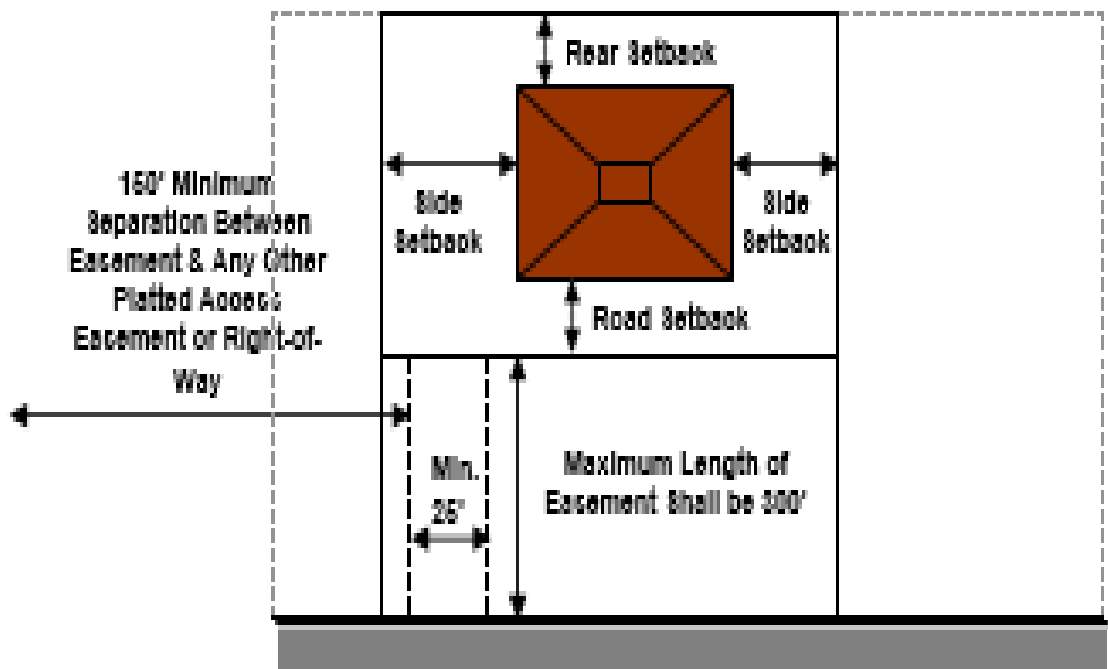 Rear Setback
150' Minimum
Separation Between
Easement & Any Other
Platted Access
Easement or Right-of-
Way
Side
Setback
Side
Setback
Road Setback
Min.
25'
Maximum Length of
Easement Shall be 300'